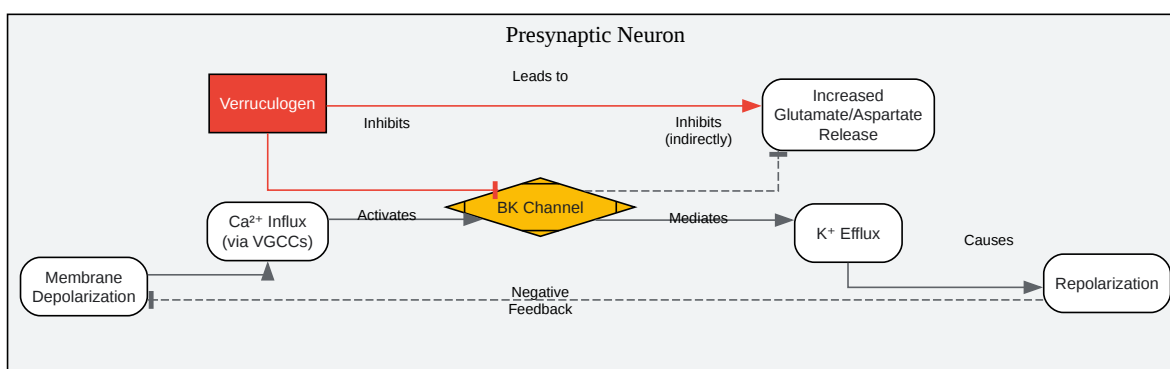 Presynaptic Neuron
Leads to
Verruculogen
Inhibits
Inhibits
(indirectly)
Increased
Glutamate/Aspartate
Release
BK Channel
Ca²⁺ Influx
(via VGCCs)
Activates
Mediates
K⁺ Efflux
Causes
Membrane
Depolarization
Negative
Feedback
Repolarization